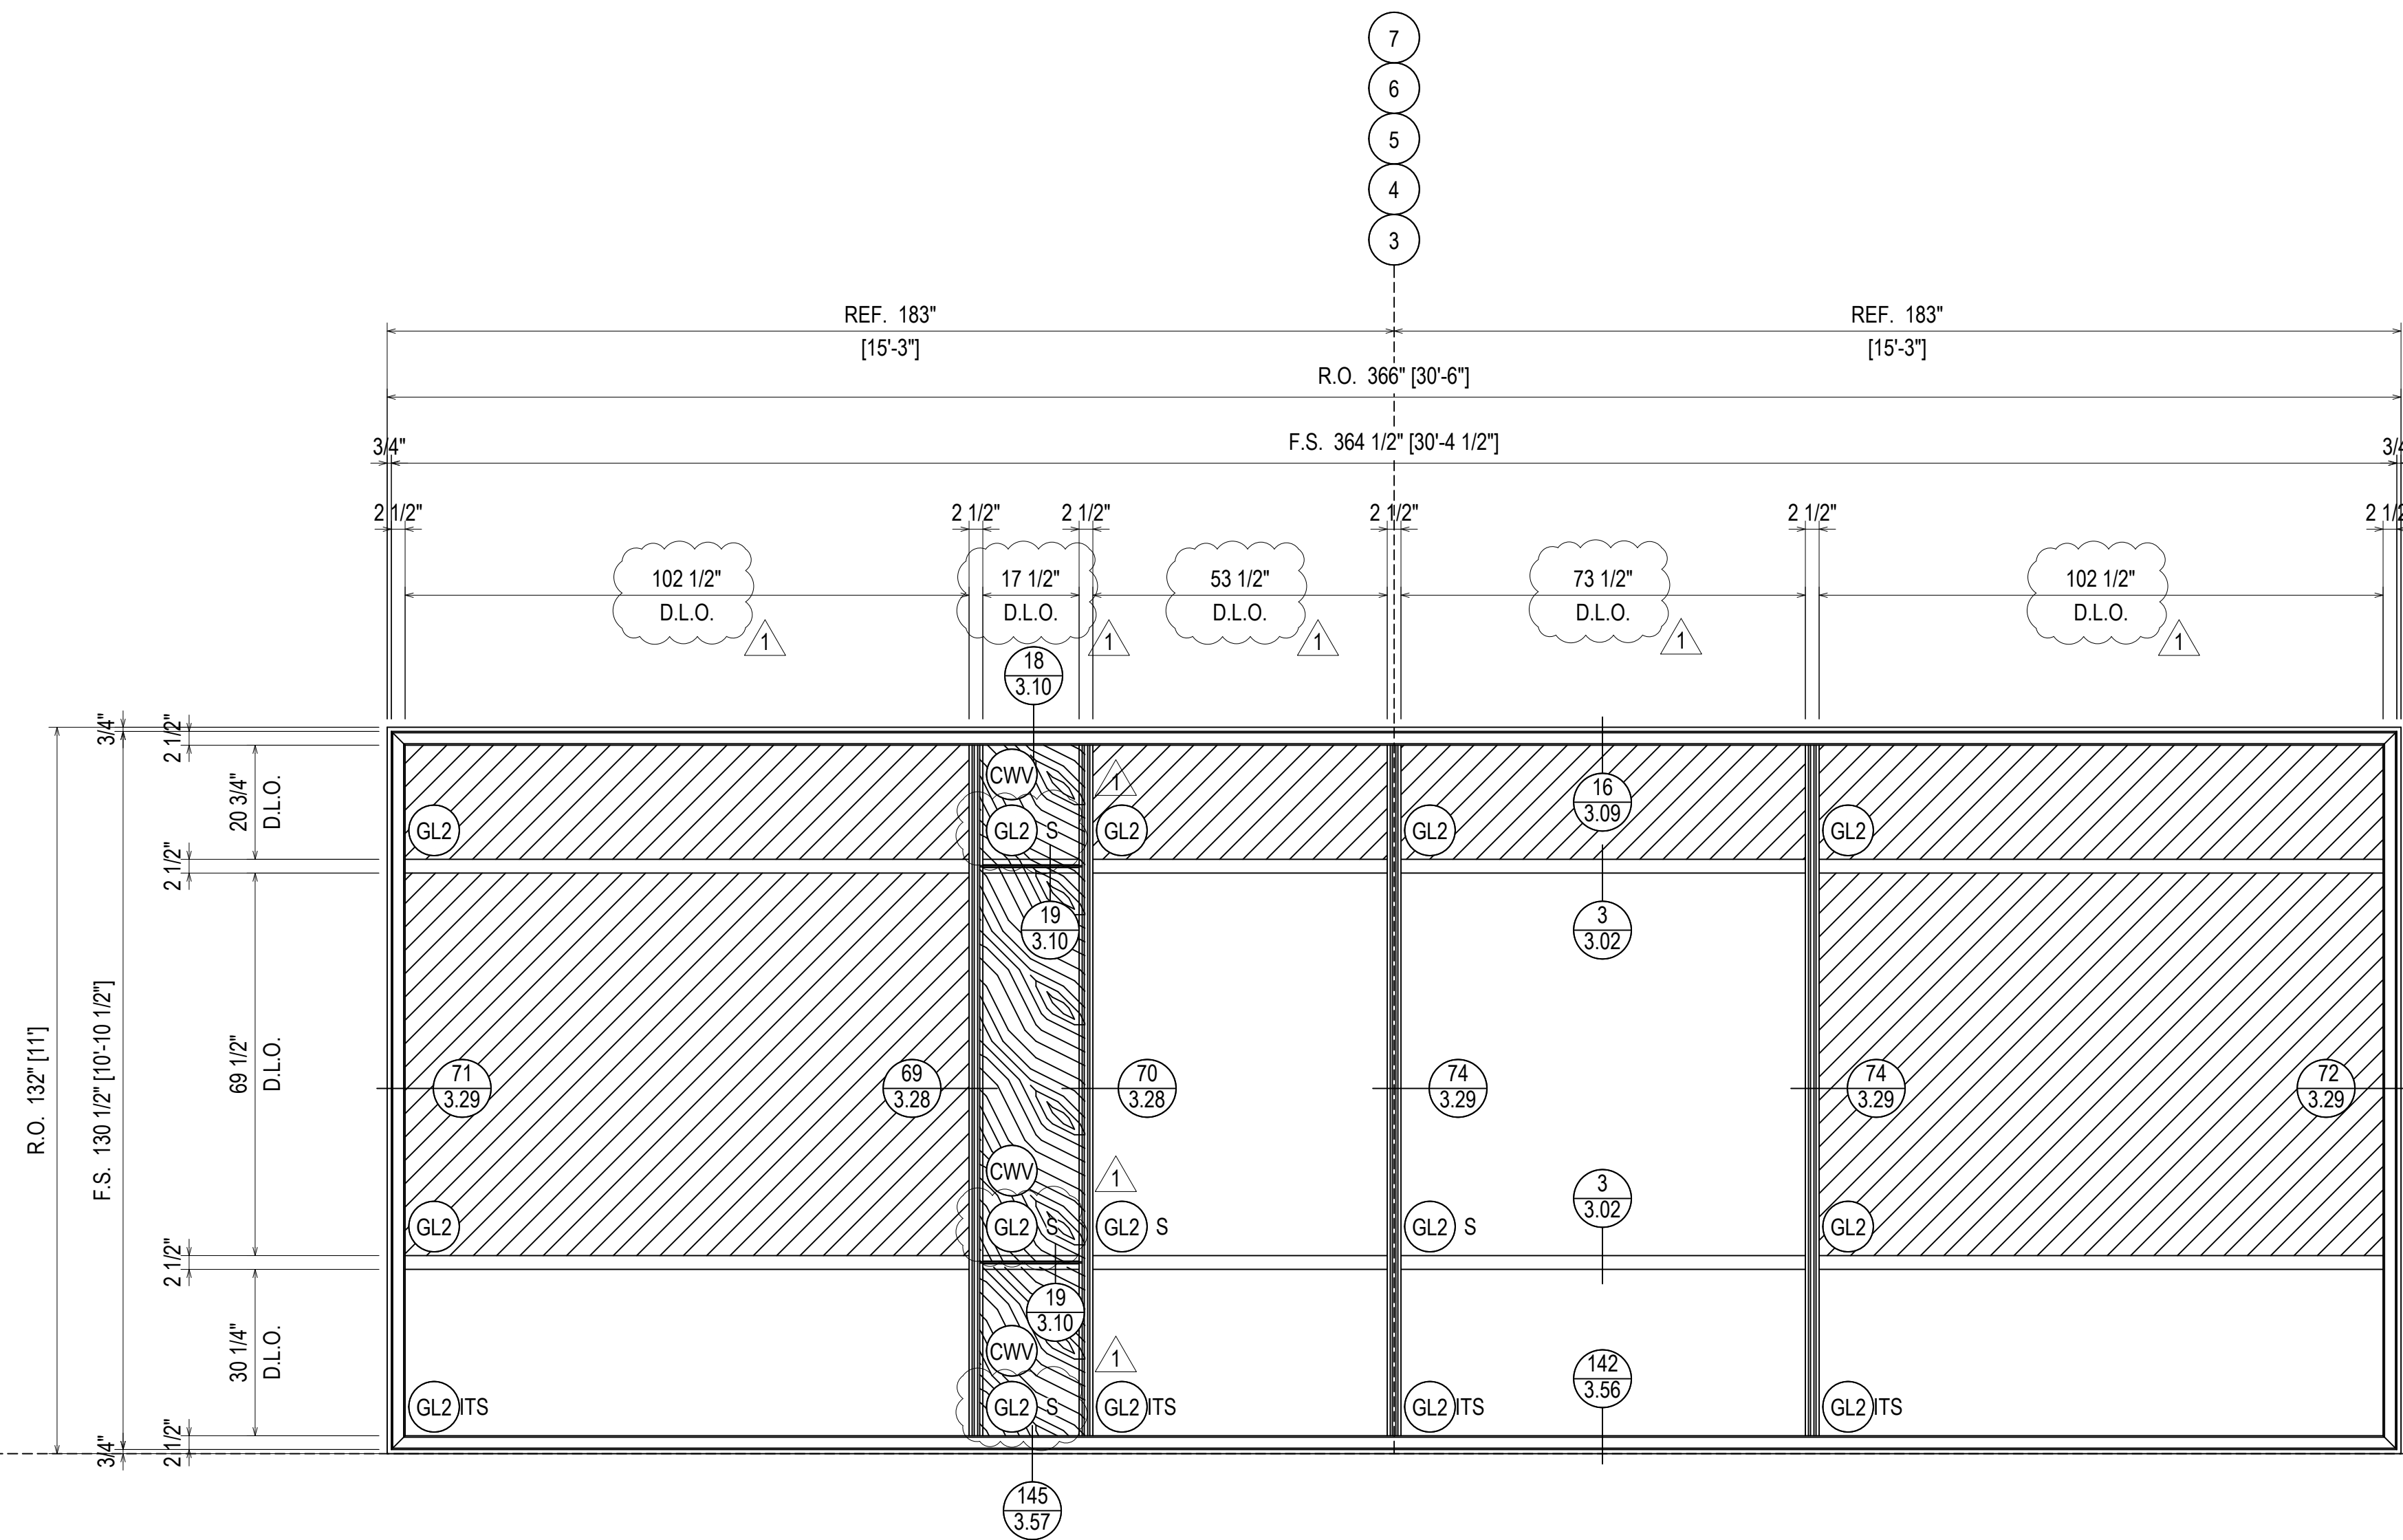 7
6
5
4
3
REF. 183"
REF. 183"
[15'-3"]
[15'-3"]
R.O. 366" [30'-6"]
3/4"
F.S. 364 1/2" [30'-4 1/2"]
2 1/2"
2 1/2"
2 1/2"
2 1/2"
2 1/2"
102 1/2"
17 1/2"
53 1/2"
73 1/2"
102 1/2"
D.L.O.
D.L.O.
D.L.O.
D.L.O.
D.L.O.
1
1
1
1
1
18
3.10
R.O. 132" [11']
F.S. 130 1/2" [10'-10 1/2"]
3/4"
2 1/2"
20 3/4"
D.L.O.
2 1/2"
69 1/2"
D.L.O.
2 1/2"
30 1/4"
D.L.O.
2 1/2"
3/4"
CWV
1
16
3.09
GL2
GL2 S
GL2
GL2
GL2
19
3.10
3
3.02
71
3.29
69
3.28
70
3.28
74
3.29
74
3.29
72
3.29
CWV
1
3
3.02
GL2
GL2 S
GL2 S
GL2 S
GL2
19
3.10
CWV
1
142
3.56
GL2 ITS
GL2 S
GL2 ITS
GL2 ITS
GL2 ITS
145
3.57